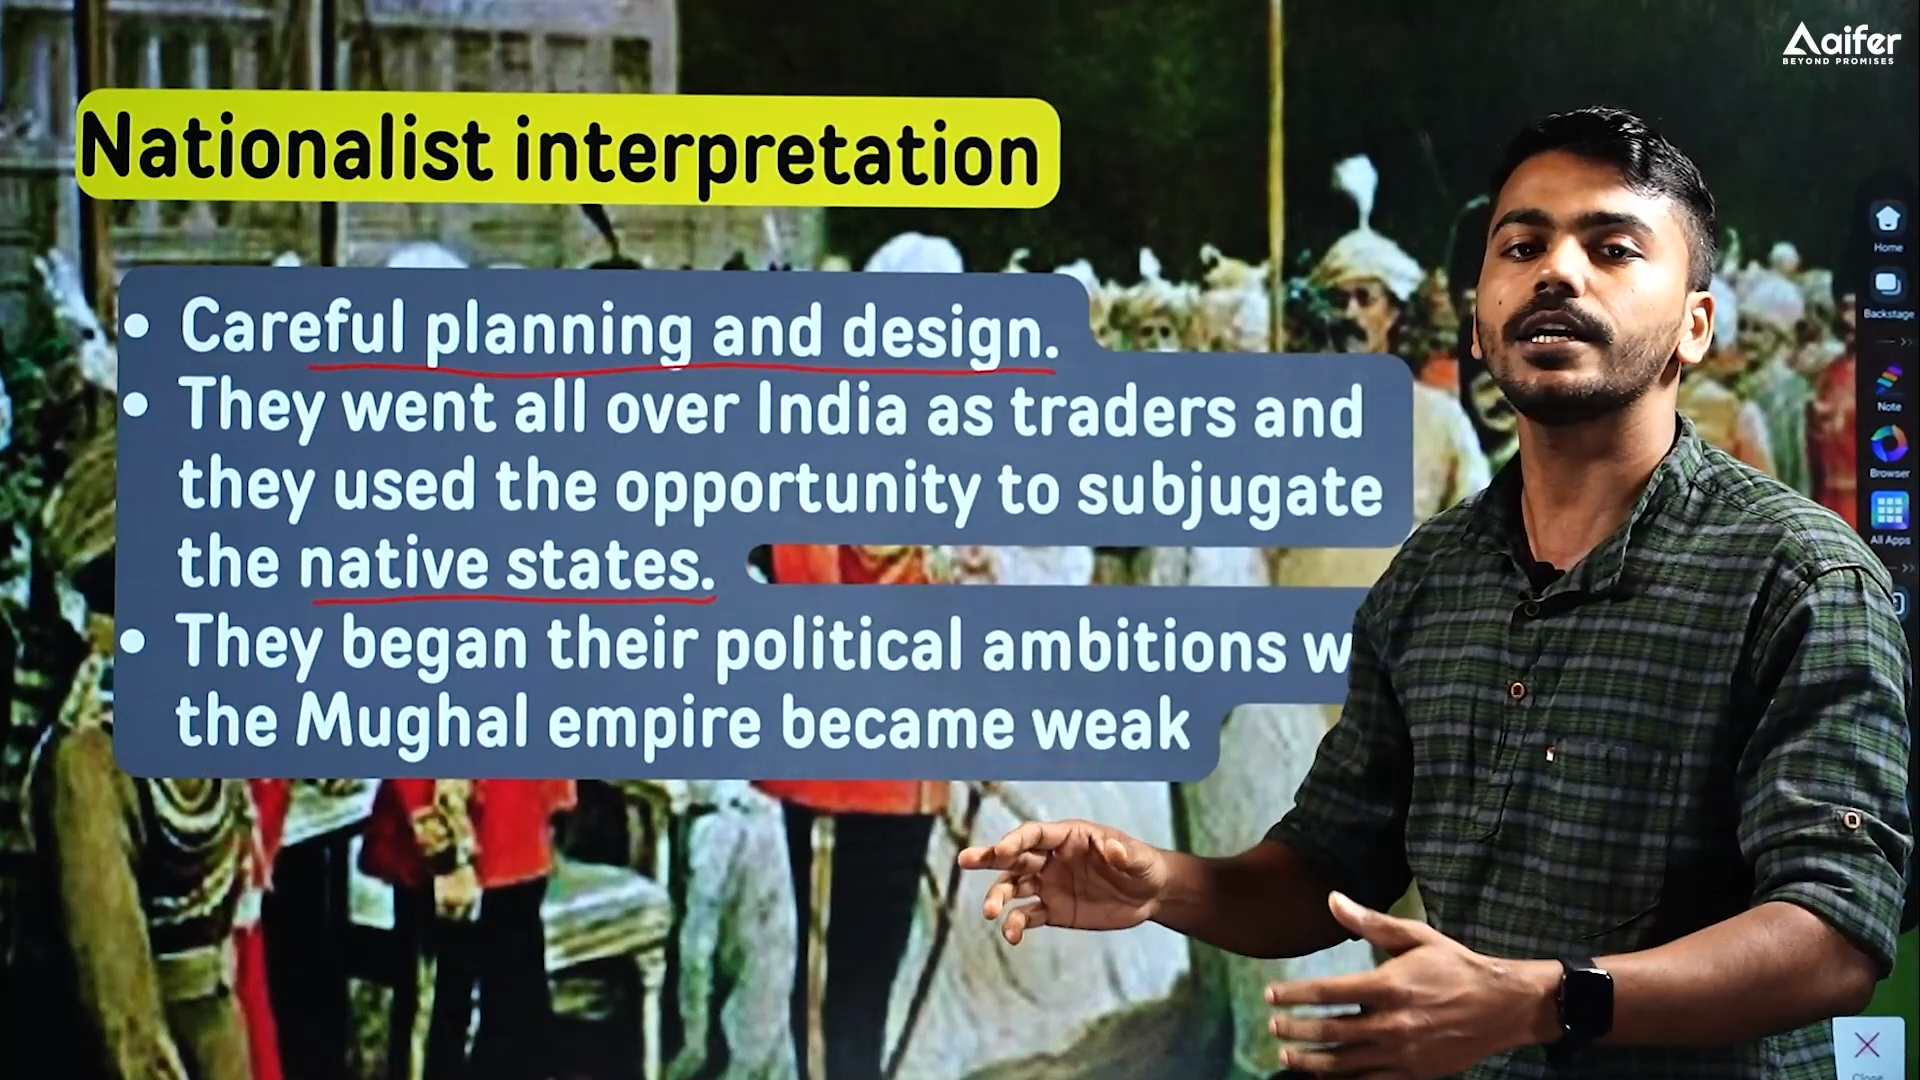 aifer
BEYOND PROMISES
Nationalist interpretation
• Careful planning and design.
• They went all over India as traders and
they used the opportunity to subjugate
the native states.
• They began their political ambitions w
the Mughal empire became weak
Home
Backstage
Note
Browser
All Apps
Close